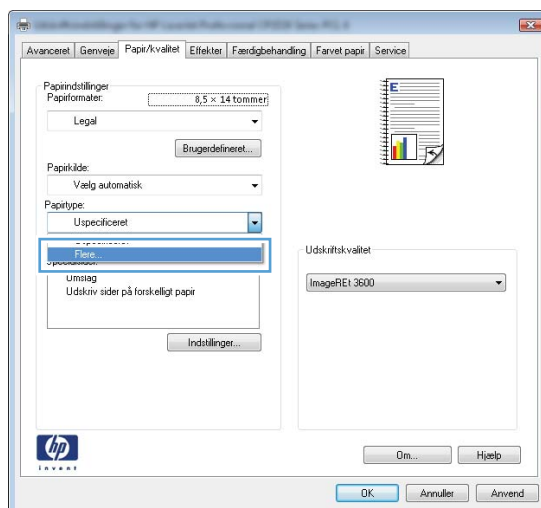 Avanceret Genveje Papir/kvalitet Effekter Færdigbehandling Farvet papir Service
Papirindstillinger
Papirformater: 8,5 × 14 tommer
Legal
Brugerdefineret...
Papirkilde:
Vælg automatisk
Papirtype:
Uspecificeret
Flere...
Umslag
Udskriv sider på forskelligt papir
Indstillinger...
E
Udskriftskvalitet
ImageREt 3600
hp
invent
Om... Hjælp
OK Annuller Anvend